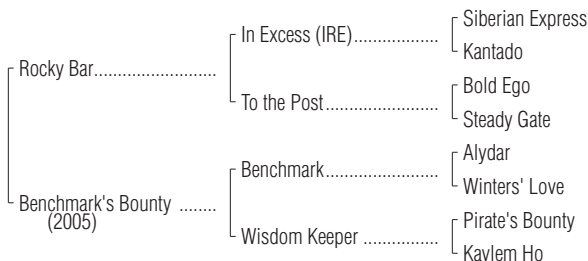 Siberian Express
In Excess (IRE)..................
Kantado
Rocky Bar..........................
Bold Ego
To the Post........................
Steady Gate
Alydar
Benchmark........................
Winters' Love
Benchmark's Bounty ........
(2005)
Pirate's Bounty
Wisdom Keeper ................
Kaylem Ho